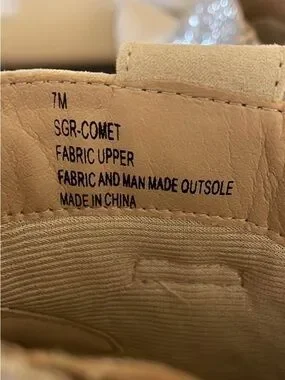 7M
SGR-COMET
FABRIC UPPER
FABRIC AND MAN MADE OUTSOLE
MADE IN CHINA